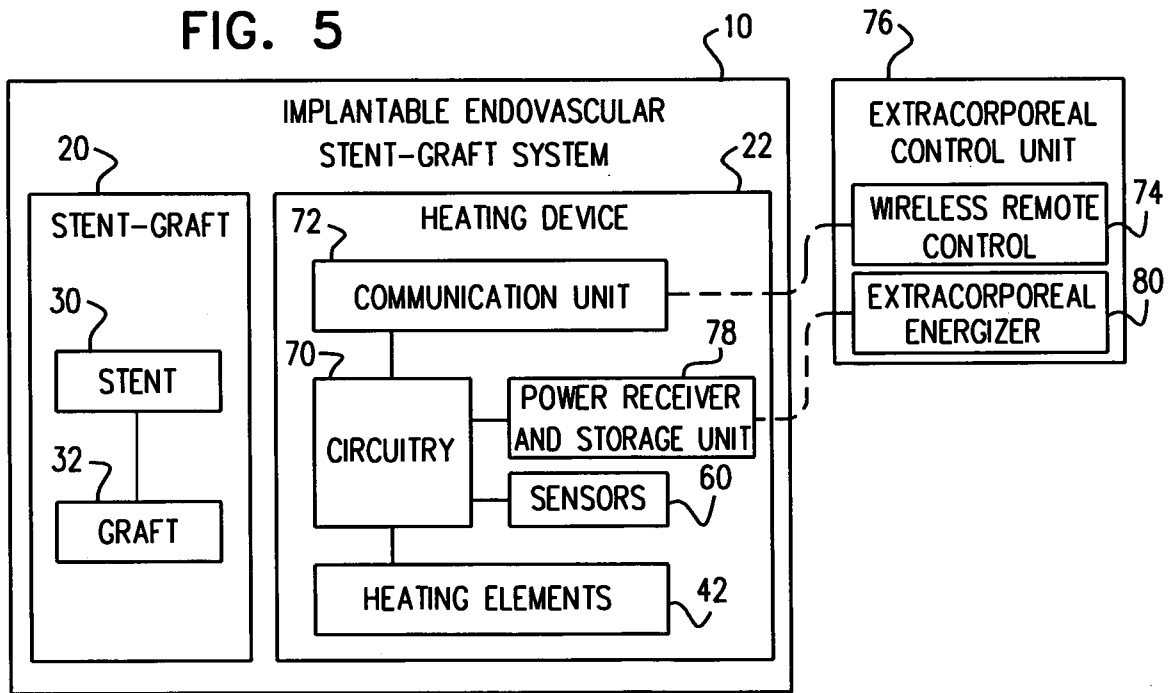 FIG. 5
10
76
IMPLANTABLE ENDOVASCULAR
STENT-GRAFT SYSTEM
EXTRACORPOREAL
CONTROL UNIT
20
22
STENT-GRAFT
HEATING DEVICE
72
WIRELESS REMOTE
CONTROL
74
COMMUNICATION UNIT
EXTRACORPOREAL
ENERGIZER
80
30
STENT
70
78
CIRCUITRY
POWER RECEIVER
AND STORAGE UNIT
32
GRAFT
SENSORS
60
HEATING ELEMENTS
42